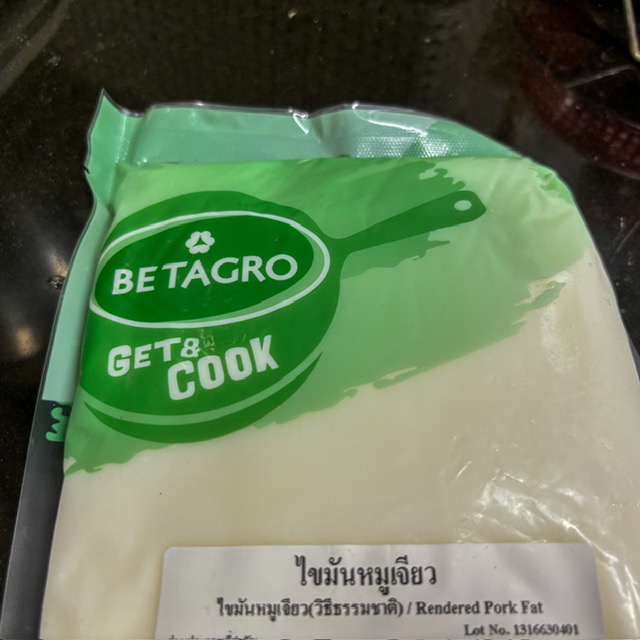 BETAGRO
GET&
COOK
ไขมันหมูเจียว
ไขมันหมูเจียว(วิธีธรรมชาติ) / Rendered Pork Fat
Lot No. 1316630401